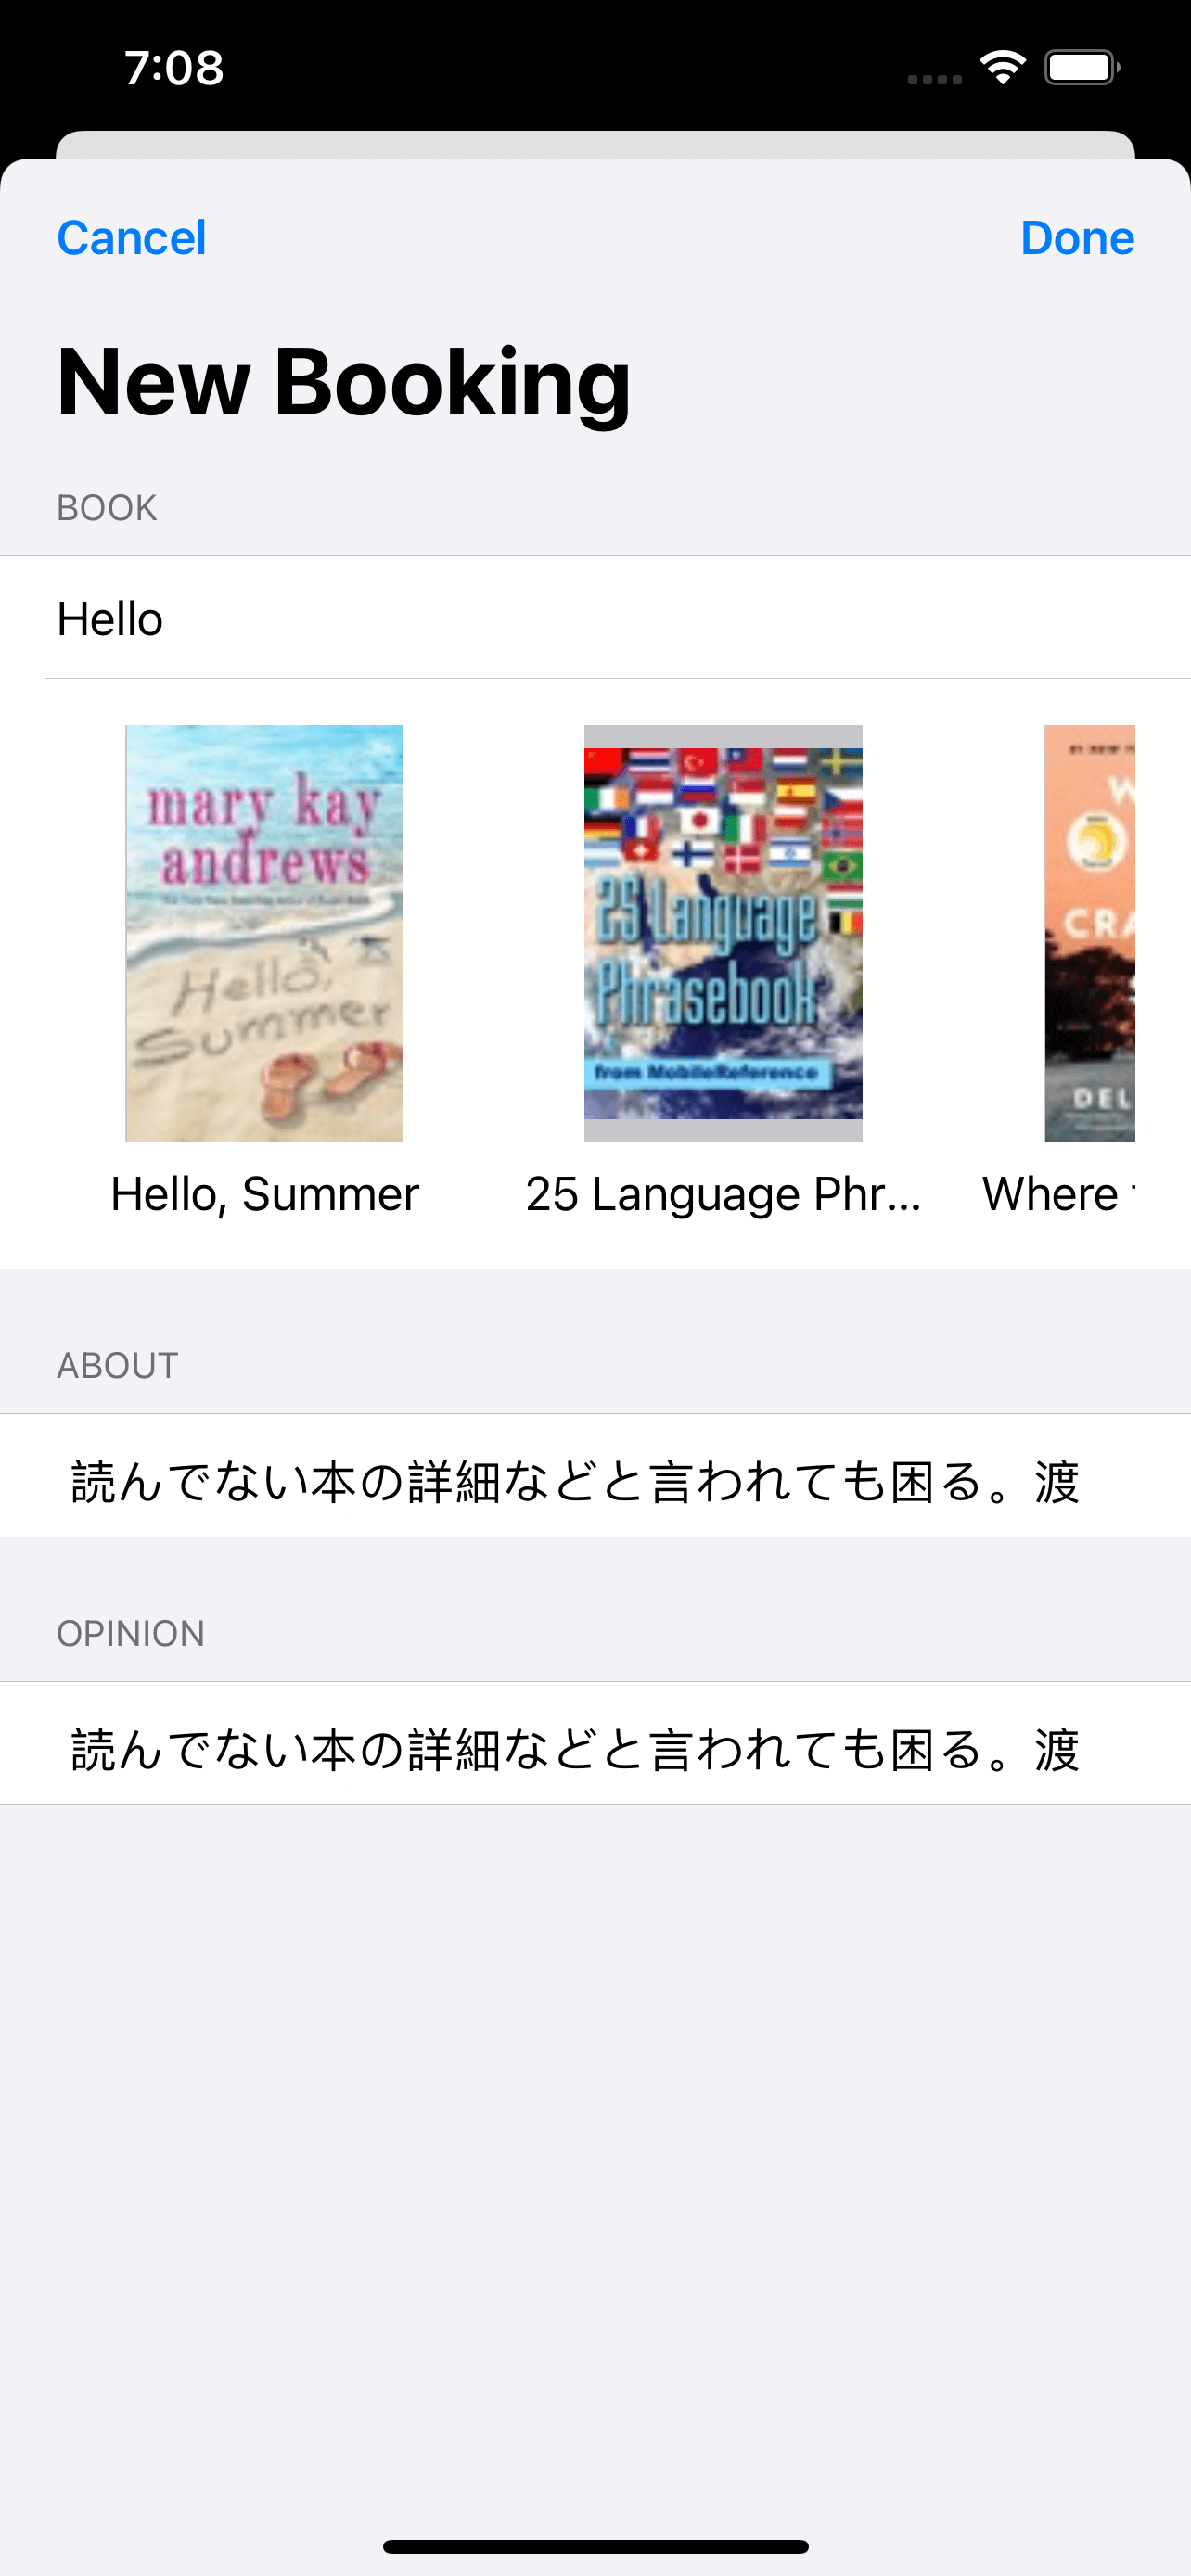 7:08
Cancel
Done
New Booking
BOOK
Hello
mary kay
andrews
Hello,
Summer
25 Language
Phrasebook
from MobileReference
CRA
DEL
Hello, Summer
25 Language Phr...
Where
ABOUT
読んでない本の詳細などと言われても困る。渡
OPINION
読んでない本の詳細などと言われても困る。渡